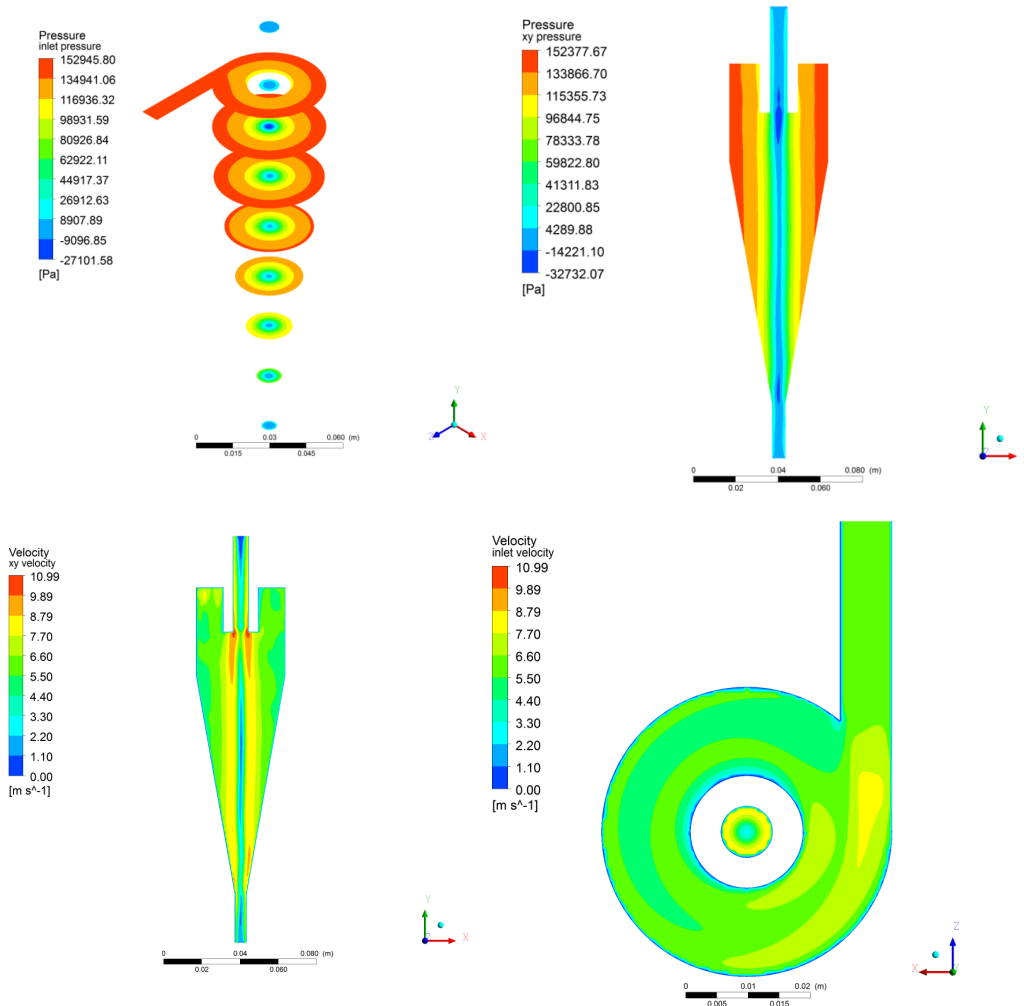 Pressure
inlet pressure
152945.80
134941.06
116936.32
98931.59
80926.84
62922.11
44917.37
26912.63
8907.89
-9096.85
-27101.58
[Pa]
0 0.03 0.060 (m)
0.015 0.045
Y
Z X
Pressure
xy pressure
152377.67
133866.70
115355.73
96844.75
78333.78
59822.80
41311.83
22800.85
4289.88
-14221.10
-32732.07
[Pa]
0 0.04 0.080 (m)
0.02 0.060
Y
Z
Velocity
xy velocity
10.99
9.89
8.79
7.70
6.60
5.50
4.40
3.30
2.20
1.10
0.00
[m s^-1]
0 0.04 0.080 (m)
0.02 0.060
Y
Z X
Velocity
inlet velocity
10.99
9.89
8.79
7.70
6.60
5.50
4.40
3.30
2.20
1.10
0.00
[m s^-1]
0 0.01 0.02 (m)
0.005 0.015
Z
X Y